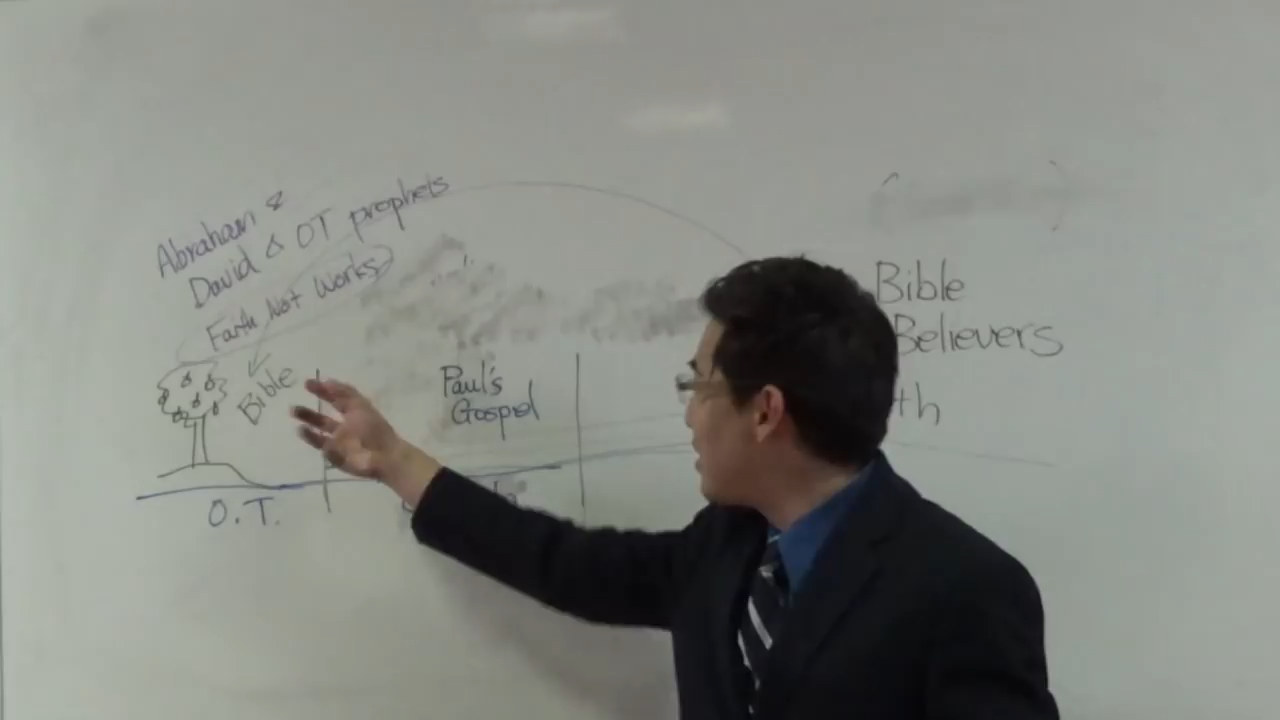 Abraham &
David & OT prophets
Faith Not Works
Bible
O.T.
Paul's
Gospel
Bible
Believers
th